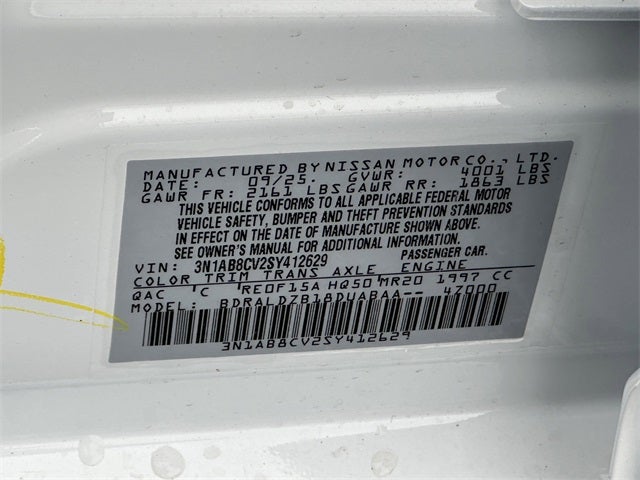 MANUFACTURED BY NISSAN MOTOR CO., LTD.
DATE: 09/25. GVWR: 4001 LBS
GAWR FR: 2161 LBS GAWR RR: 1863 LBS
THIS VEHICLE CONFORMS TO ALL APPLICABLE FEDERAL MOTOR
VEHICLE SAFETY, BUMPER AND THEFT PREVENTION STANDARDS
IN EFFECT ON THE DATE OF MANUFACTURE SHOWN ABOVE.
SEE OWNER'S MANUAL FOR ADDITIONAL INFORMATION.
VIN: 3N1AB8CV2SY412629 PASSENGER CAR.
COLOR TRIM TRANS AXLE ENGINE
QAC C RE0F15A HQ50 MR20 1997 CC
MODEL: BDRALDZB18DUABAA-- 47000
3N1AB8CV2SY412629